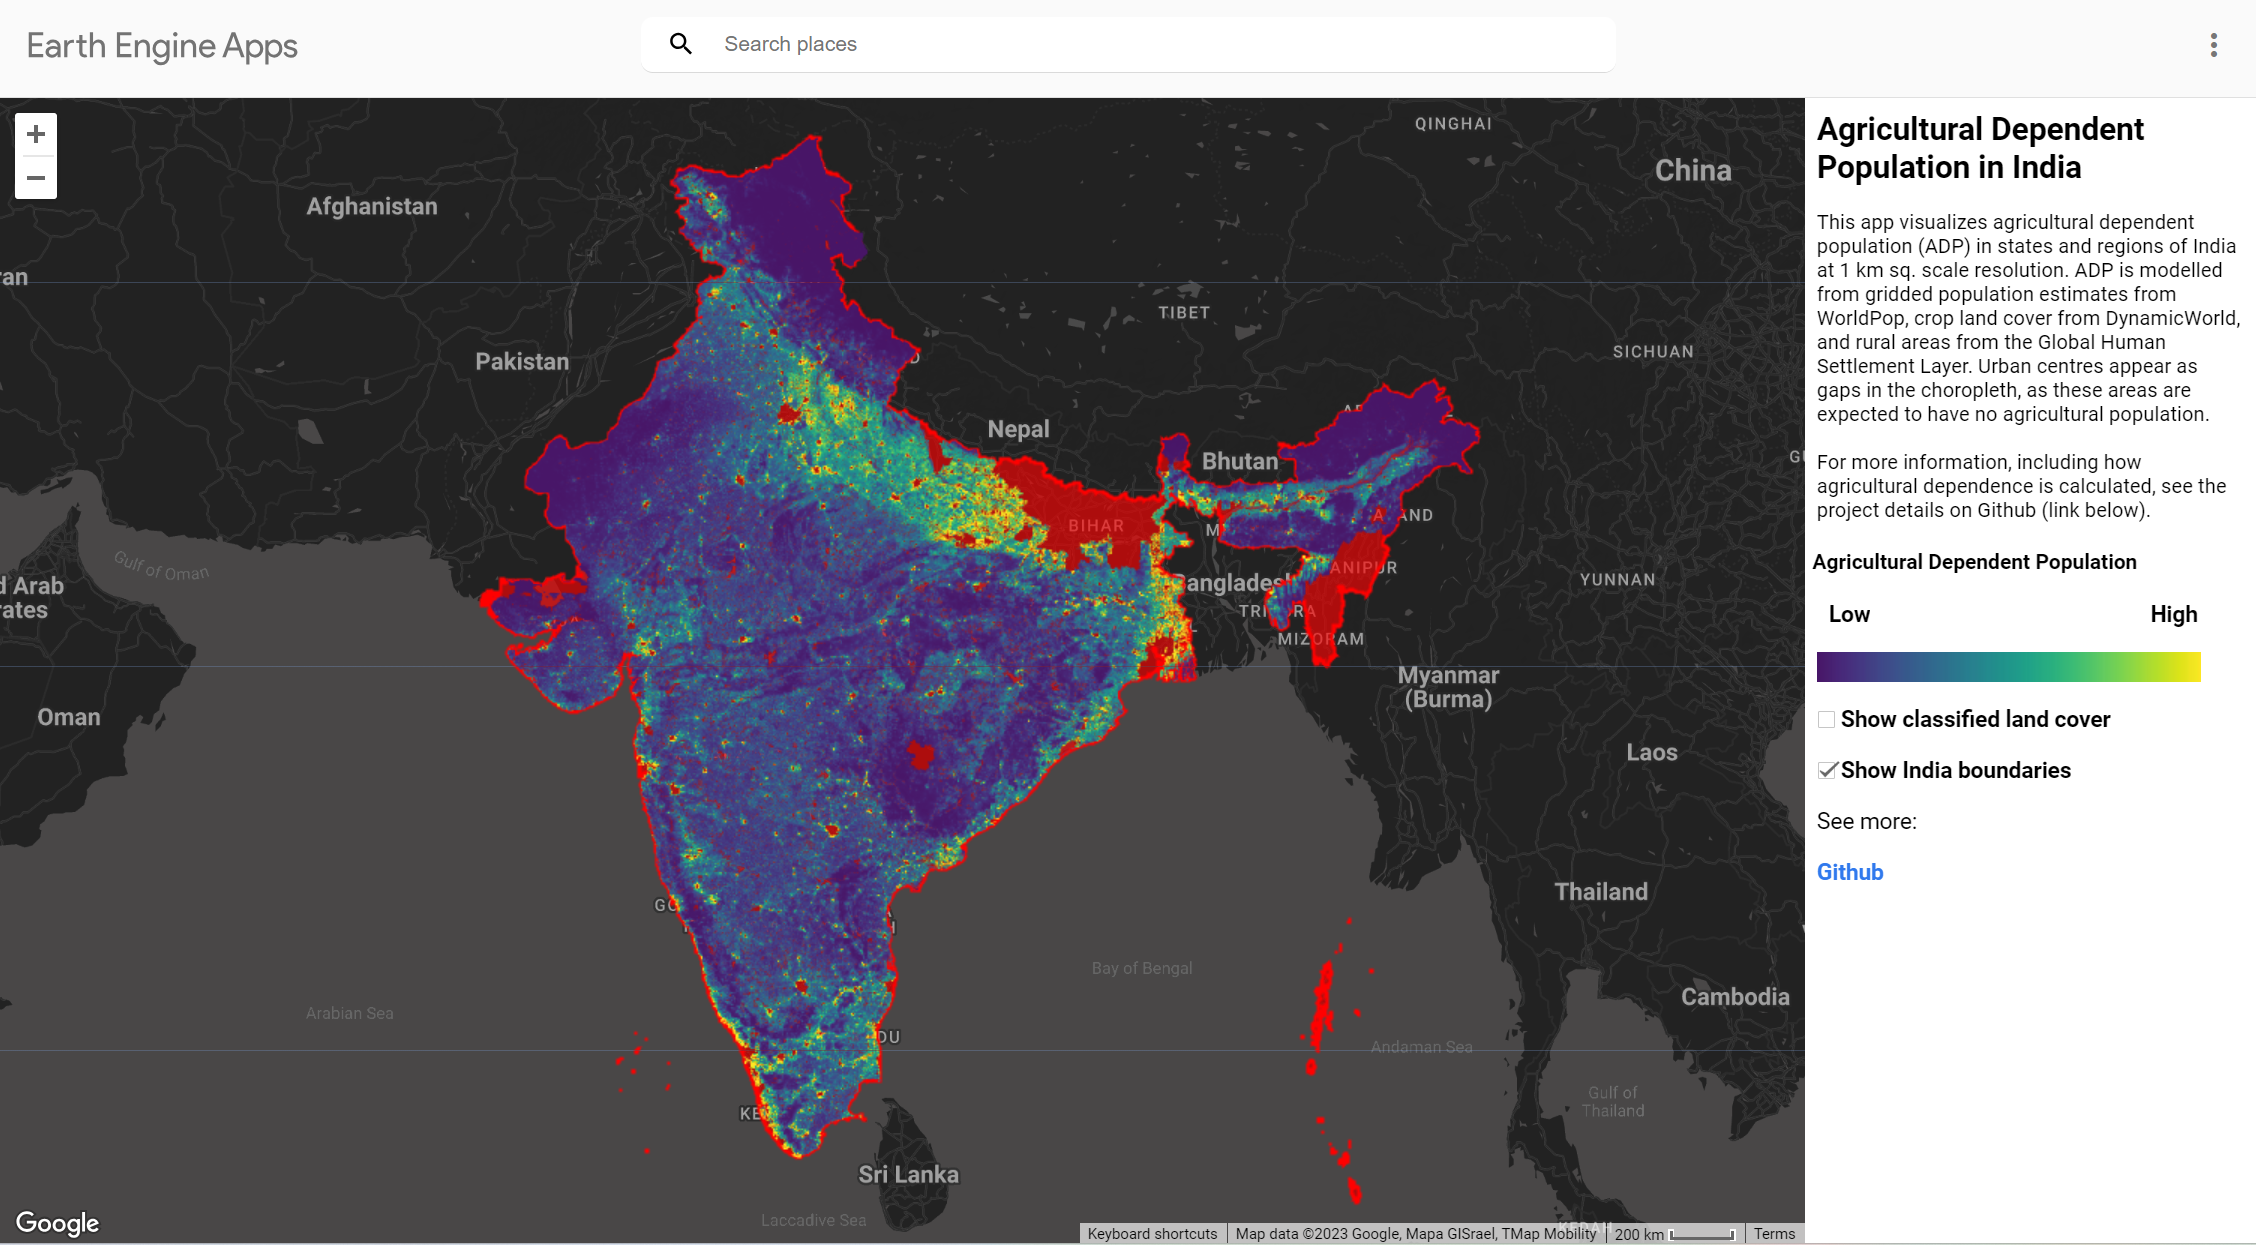 Earth Engine Apps
Search places
Agricultural Dependent
Population in India
This app visualizes agricultural dependent
population (ADP) in states and regions of India
at 1 km sq. scale resolution. ADP is modelled
from gridded population estimates from
WorldPop, crop land cover from DynamicWorld,
and rural areas from the Global Human
Settlement Layer. Urban centres appear as
gaps in the choropleth, as these areas are
expected to have no agricultural population.
For more information, including how
agricultural dependence is calculated, see the
project details on Github (link below).
Agricultural Dependent Population
Low
High
Show classified land cover
Show India boundaries
See more:
Github
QINGHAI
China
Afghanistan
an
TIBET
SICHUAN
Pakistan
Nepal
Bhutan
BIHAR
AND
Gulf of Oman
ANIPUR
Bangladesh
YUNNAN
d Arab
rates
MIZORAM
Myanmar
(Burma)
Oman
Laos
Thailand
Bay of Bengal
Cambodia
Arabian Sea
DU
Andaman Sea
Gulf of
Thailand
KE
Sri Lanka
Laccadive Sea
KEDAH
Google
Keyboard shortcuts
Map data ©2023 Google, Mapa GISrael, TMap Mobility
200 km
Terms